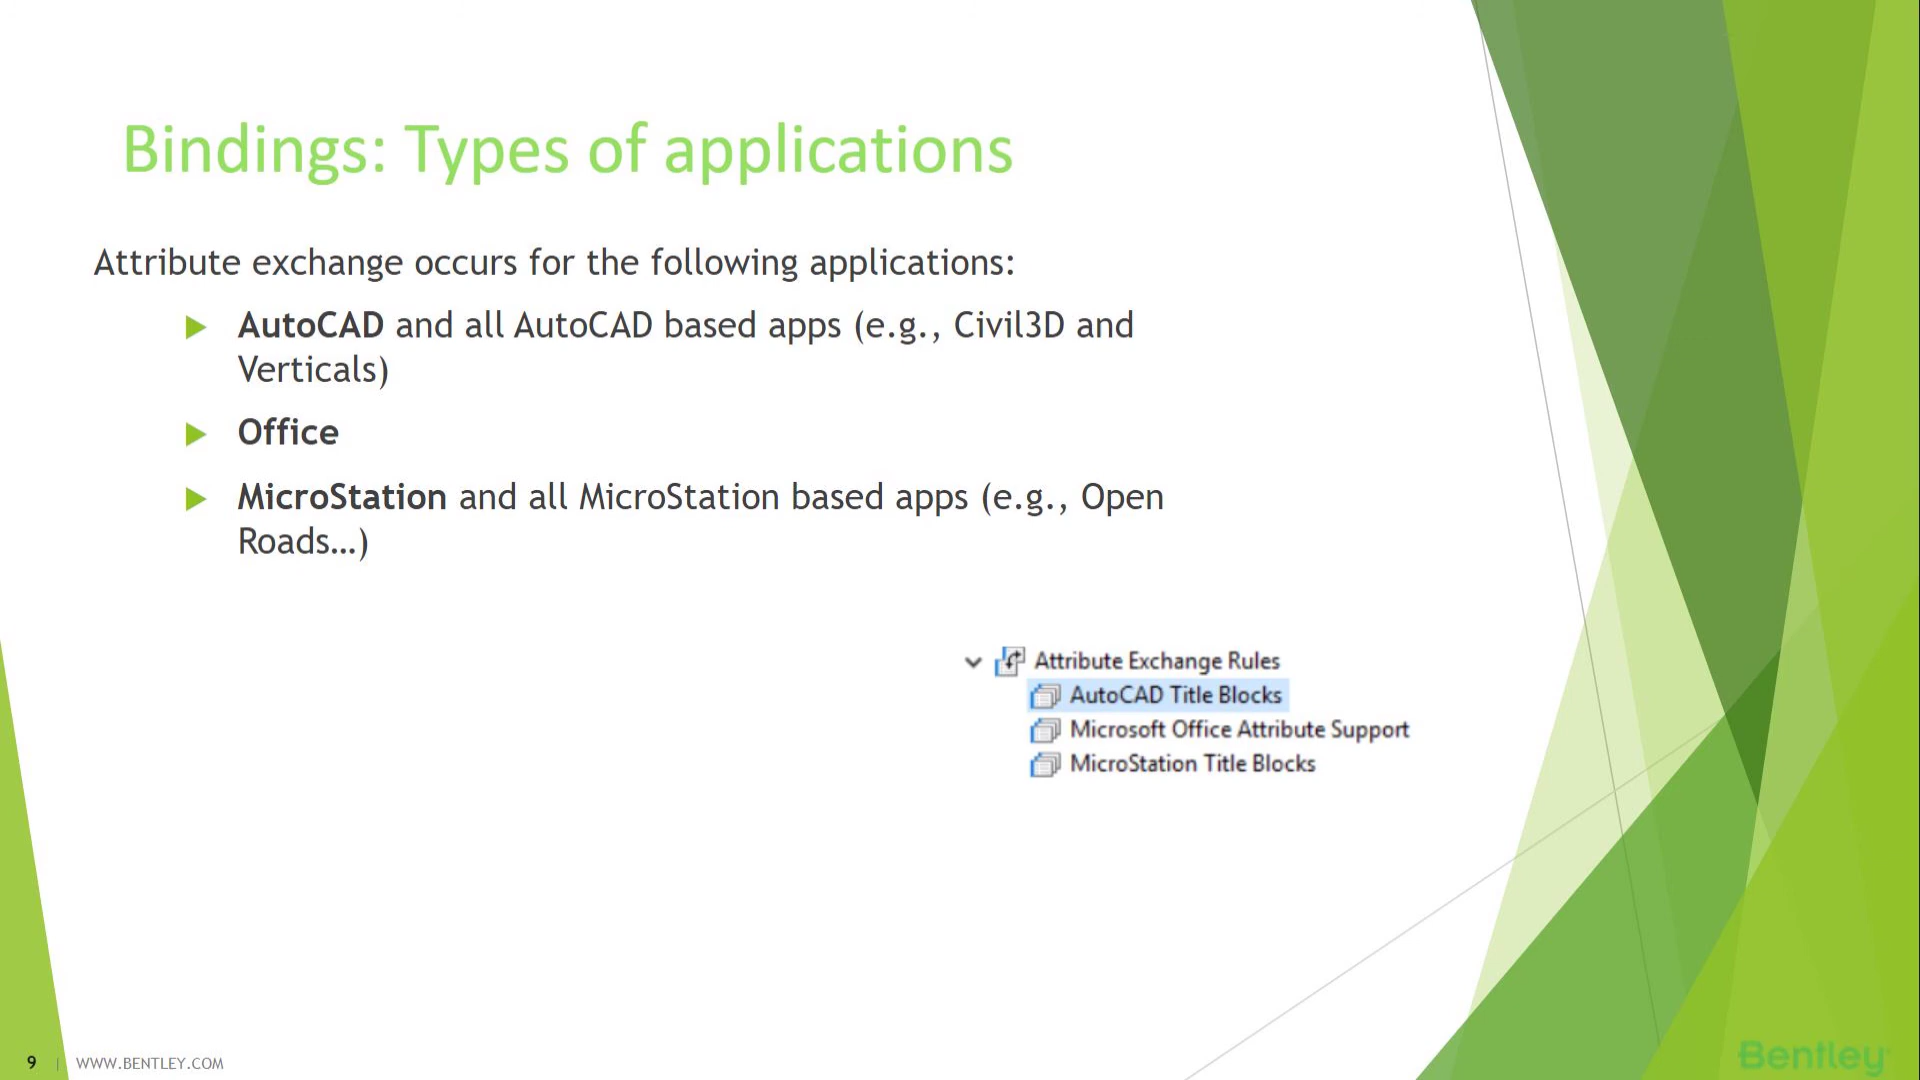 Bindings: Types of applications
Attribute exchange occurs for the following applications:
AutoCAD and all AutoCAD based apps (e.g., Civil3D and
Verticals)
Office
MicroStation and all MicroStation based apps (e.g., Open
Roads…)
Attribute Exchange Rules
AutoCAD Title Blocks
Microsoft Office Attribute Support
MicroStation Title Blocks
9 | WWW.BENTLEY.COM
Bentley